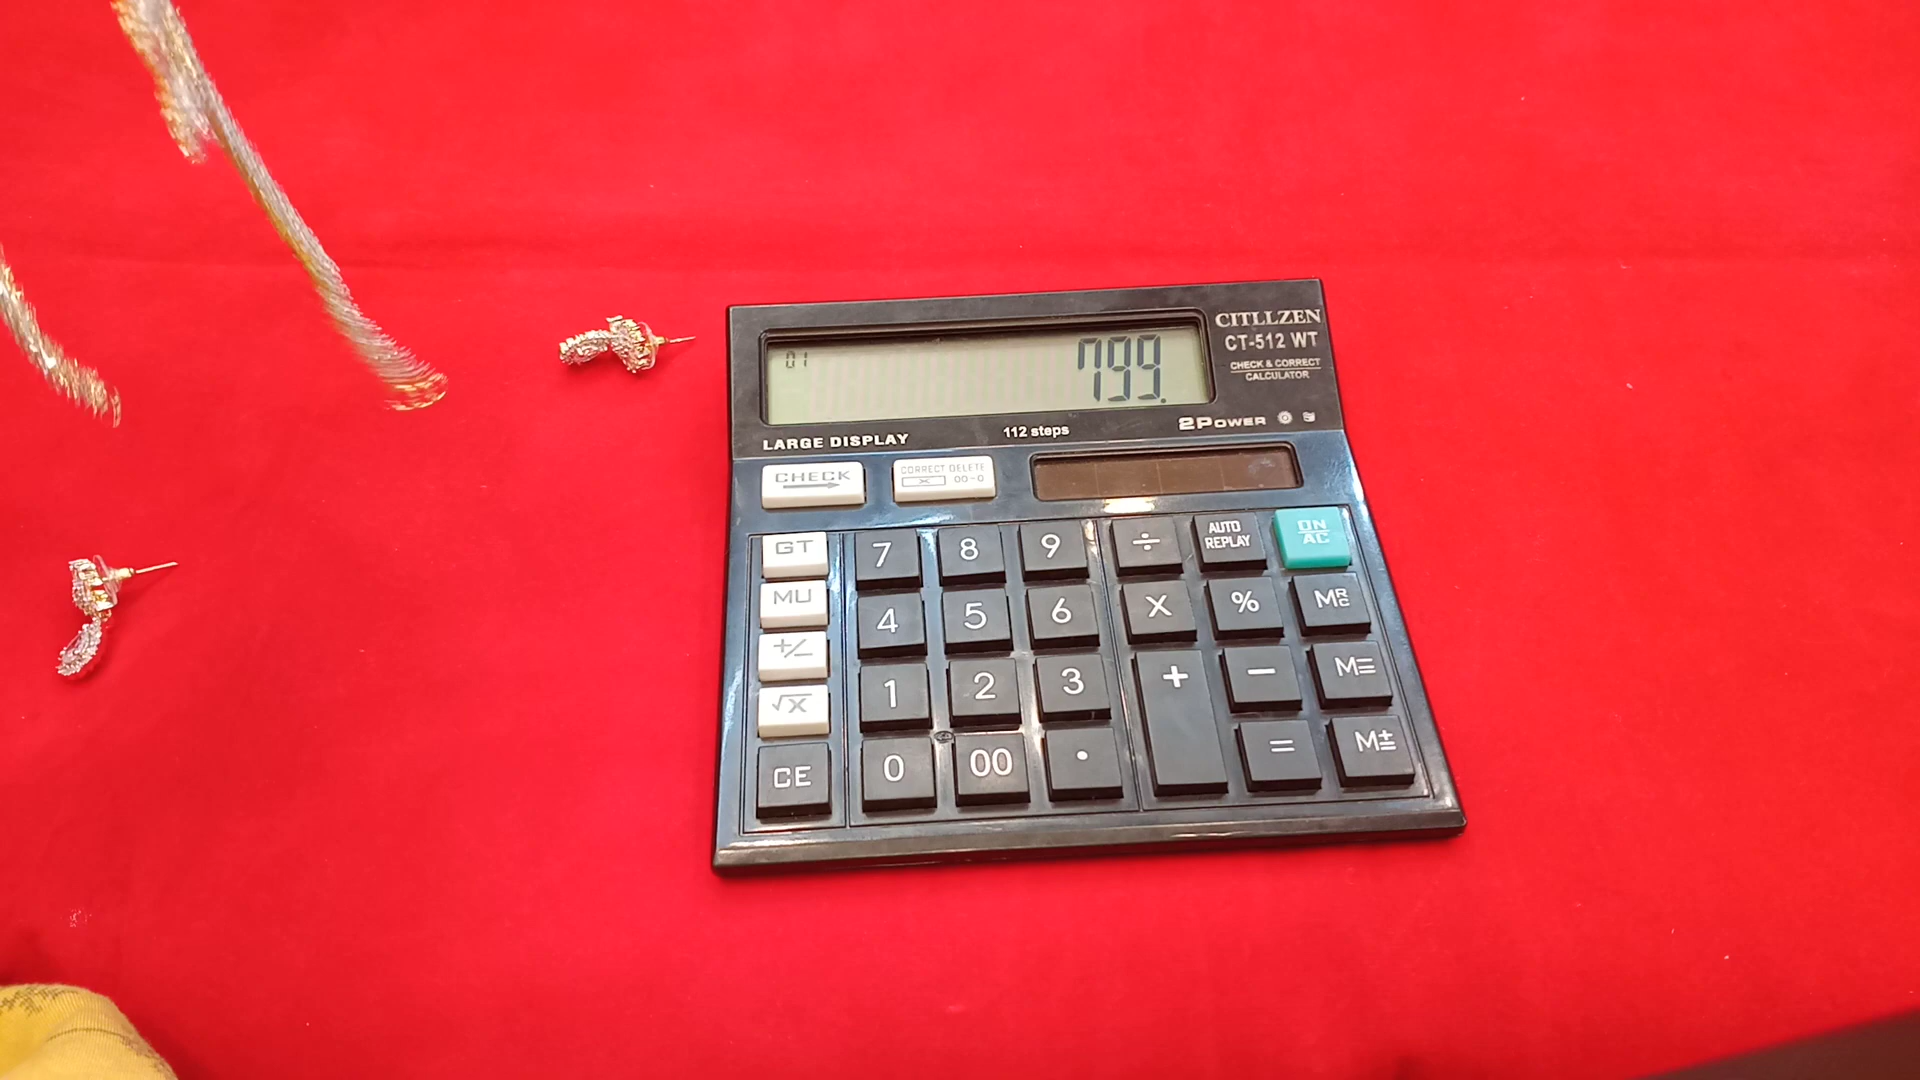 CITLLZEN
CT-512 WT
CHECK & CORRECT
CALCULATOR
01 799.
LARGE DISPLAY 112 steps 2POWER
CHECK CORRECT DELETE
00→0
GT 7 8 9 ÷ AUTO REPLAY ON AC
MU 4 5 6 X % MRC
+/− 1 2 3 + − M=
√X 0 00 . = M±
CE